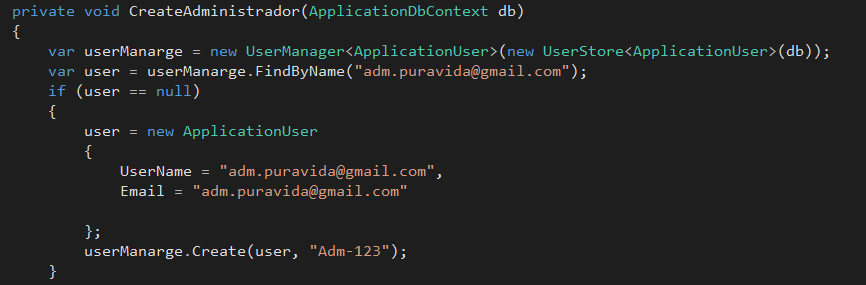 private void CreateAdministrador(ApplicationDbContext db)
{
var userManarge = new UserManager<ApplicationUser>(new UserStore<ApplicationUser>(db));
var user = userManarge.FindByName("adm.puravida@gmail.com");
if (user == null)
{
user = new ApplicationUser
{
UserName = "adm.puravida@gmail.com",
Email = "adm.puravida@gmail.com"
};
userManarge.Create(user, "Adm-123");
}